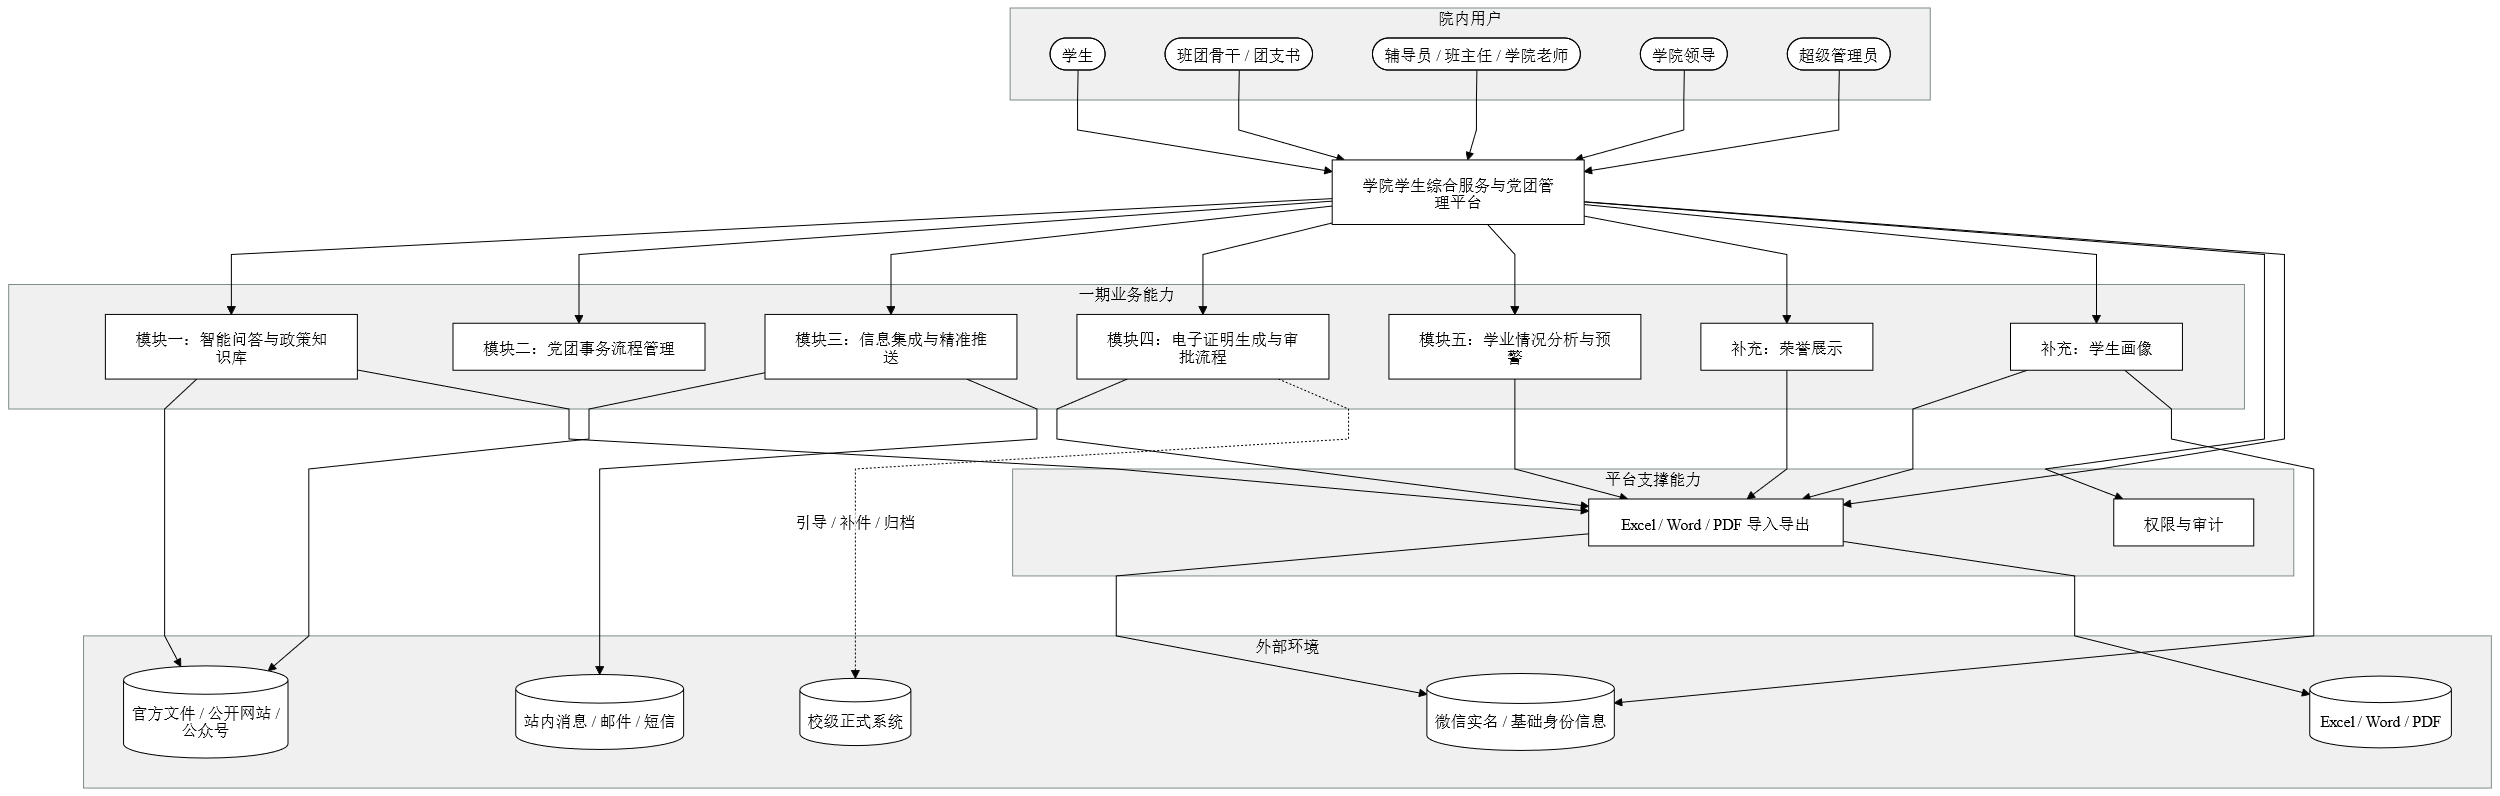 院内用户
学生
班团骨干 / 团支书
辅导员 / 班主任 / 学院老师
学院领导
超级管理员
学院学生综合服务与党团管
理平台
一期业务能力
模块一：智能问答与政策知
识库
模块二：党团事务流程管理
模块三：信息集成与精准推
送
模块四：电子证明生成与审
批流程
模块五：学业情况分析与预
警
补充：荣誉展示
补充：学生画像
平台支撑能力
引导 / 补件 / 归档
Excel / Word / PDF 导入导出
权限与审计
外部环境
官方文件 / 公开网站 /
公众号
站内消息 / 邮件 / 短信
校级正式系统
微信实名 / 基础身份信息
Excel / Word / PDF